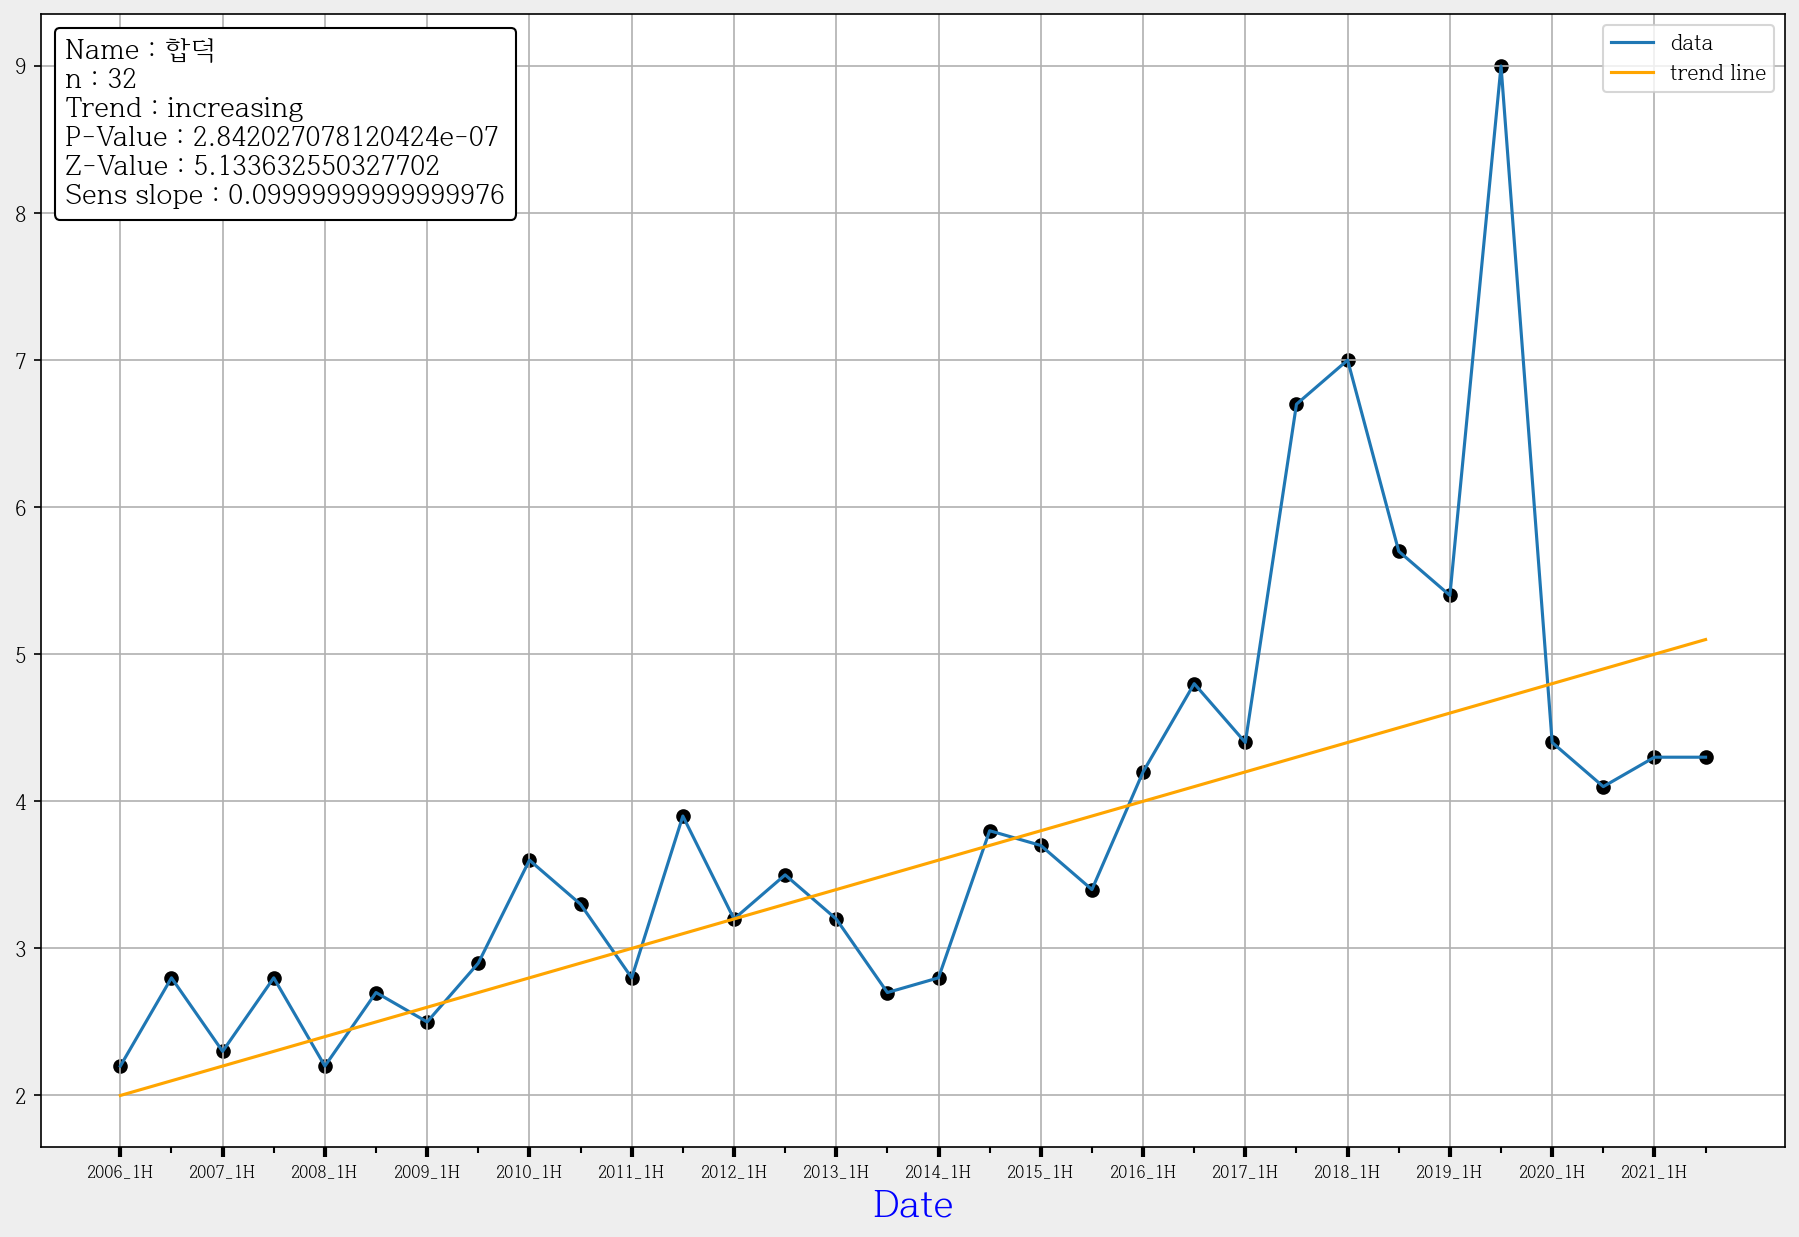 Name : 합덕
n : 32
Trend : increasing
P-Value : 2.842027078120424e-07
Z-Value : 5.133632550327702
Sens slope : 0.09999999999999976
data
trend line
9
8
7
6
5
4
3
2
2006_1H 2007_1H 2008_1H 2009_1H 2010_1H 2011_1H 2012_1H 2013_1H 2014_1H 2015_1H 2016_1H 2017_1H 2018_1H 2019_1H 2020_1H 2021_1H
Date